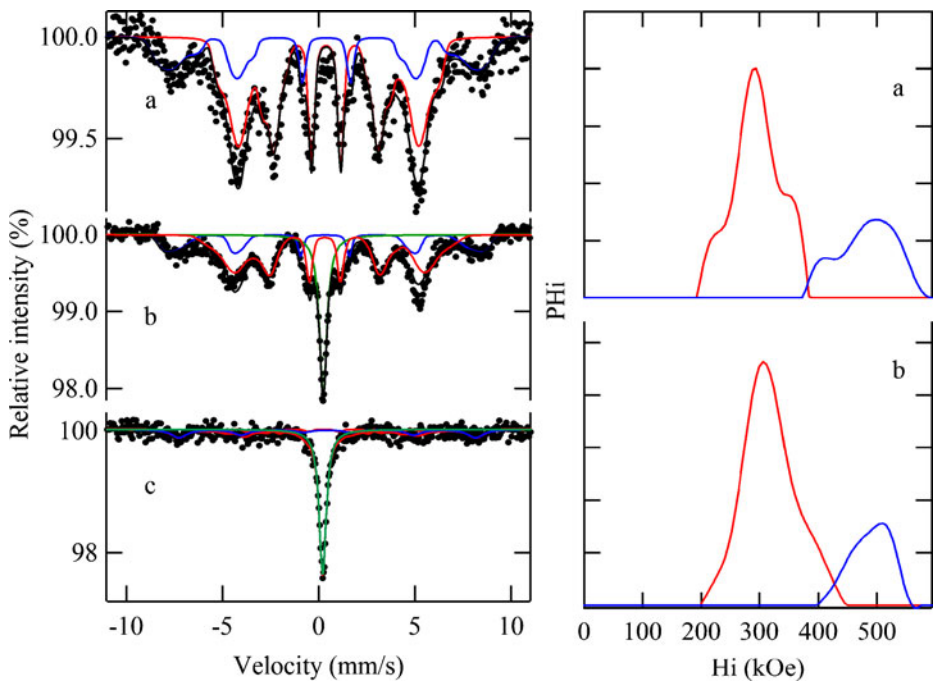 100.0
99.5
a
100.0
99.0
98.0
b
100
98
c
-10 -5 0 5 10
Velocity (mm/s)
Relative intensity (%)
a
b
PHi
0 100 200 300 400 500
Hi (kOe)